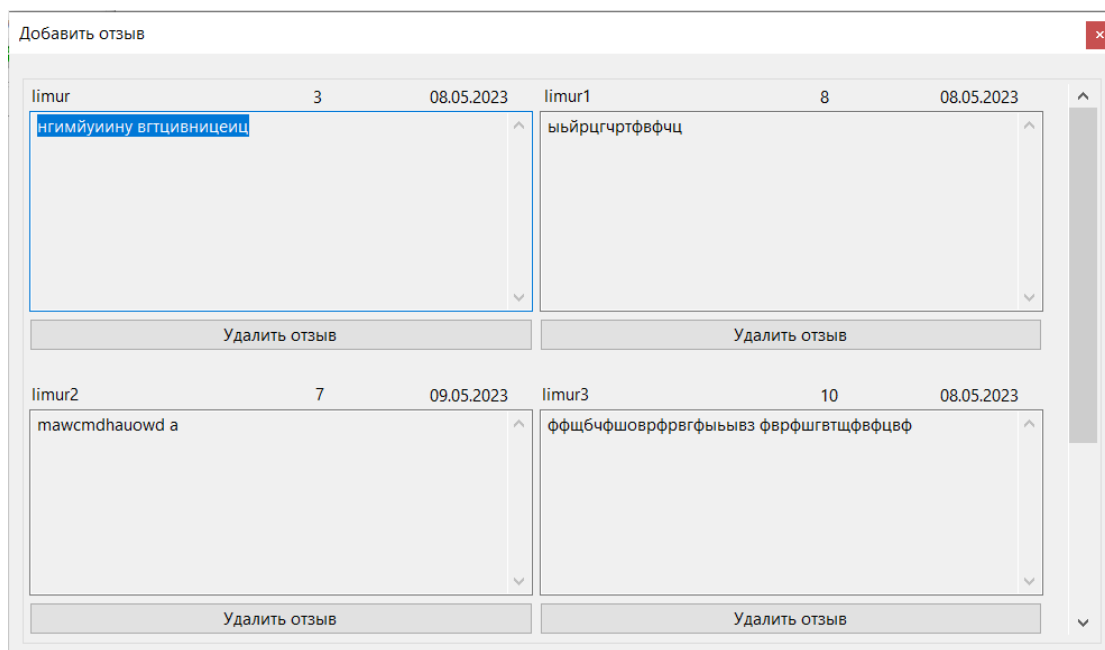 Добавить отзыв
limur 3 08.05.2023 limur1 8 08.05.2023
нгимйуиину вгтцивницеиц ыьйрцгчртфвфчц
Удалить отзыв Удалить отзыв
limur2 7 09.05.2023 limur3 10 08.05.2023
mawcmdhauowd a ффщбчфшоврфрвгфыьывз фврфшгвтщфвфцвф
Удалить отзыв Удалить отзыв